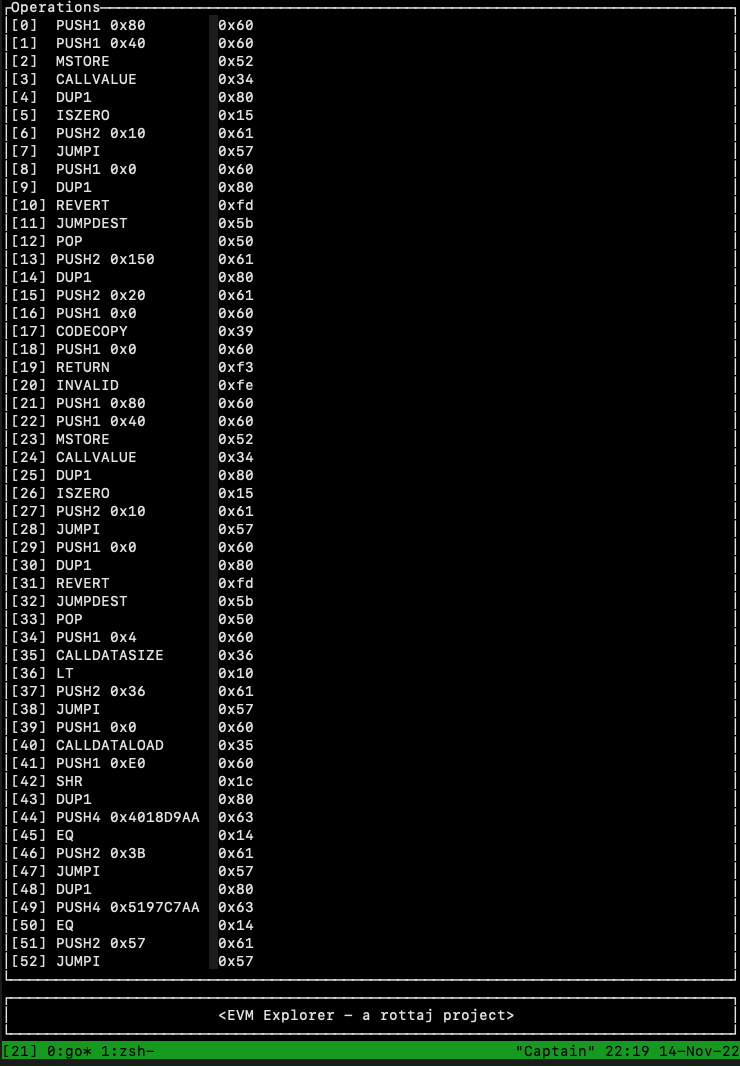 Operations
[0] PUSH1 0x80 0x60
[1] PUSH1 0x40 0x60
[2] MSTORE 0x52
[3] CALLVALUE 0x34
[4] DUP1 0x80
[5] ISZERO 0x15
[6] PUSH2 0x10 0x61
[7] JUMPI 0x57
[8] PUSH1 0x0 0x60
[9] DUP1 0x80
[10] REVERT 0xfd
[11] JUMPDEST 0x5b
[12] POP 0x50
[13] PUSH2 0x150 0x61
[14] DUP1 0x80
[15] PUSH2 0x20 0x61
[16] PUSH1 0x0 0x60
[17] CODECOPY 0x39
[18] PUSH1 0x0 0x60
[19] RETURN 0xf3
[20] INVALID 0xfe
[21] PUSH1 0x80 0x60
[22] PUSH1 0x40 0x60
[23] MSTORE 0x52
[24] CALLVALUE 0x34
[25] DUP1 0x80
[26] ISZERO 0x15
[27] PUSH2 0x10 0x61
[28] JUMPI 0x57
[29] PUSH1 0x0 0x60
[30] DUP1 0x80
[31] REVERT 0xfd
[32] JUMPDEST 0x5b
[33] POP 0x50
[34] PUSH1 0x4 0x60
[35] CALLDATASIZE 0x36
[36] LT 0x10
[37] PUSH2 0x36 0x61
[38] JUMPI 0x57
[39] PUSH1 0x0 0x60
[40] CALLDATALOAD 0x35
[41] PUSH1 0xE0 0x60
[42] SHR 0x1c
[43] DUP1 0x80
[44] PUSH4 0x4018D9AA 0x63
[45] EQ 0x14
[46] PUSH2 0x3B 0x61
[47] JUMPI 0x57
[48] DUP1 0x80
[49] PUSH4 0x5197C7AA 0x63
[50] EQ 0x14
[51] PUSH2 0x57 0x61
[52] JUMPI 0x57
<EVM Explorer – a rottaj project>
[21] 0:go* 1:zsh- "Captain" 22:19 14-Nov-22